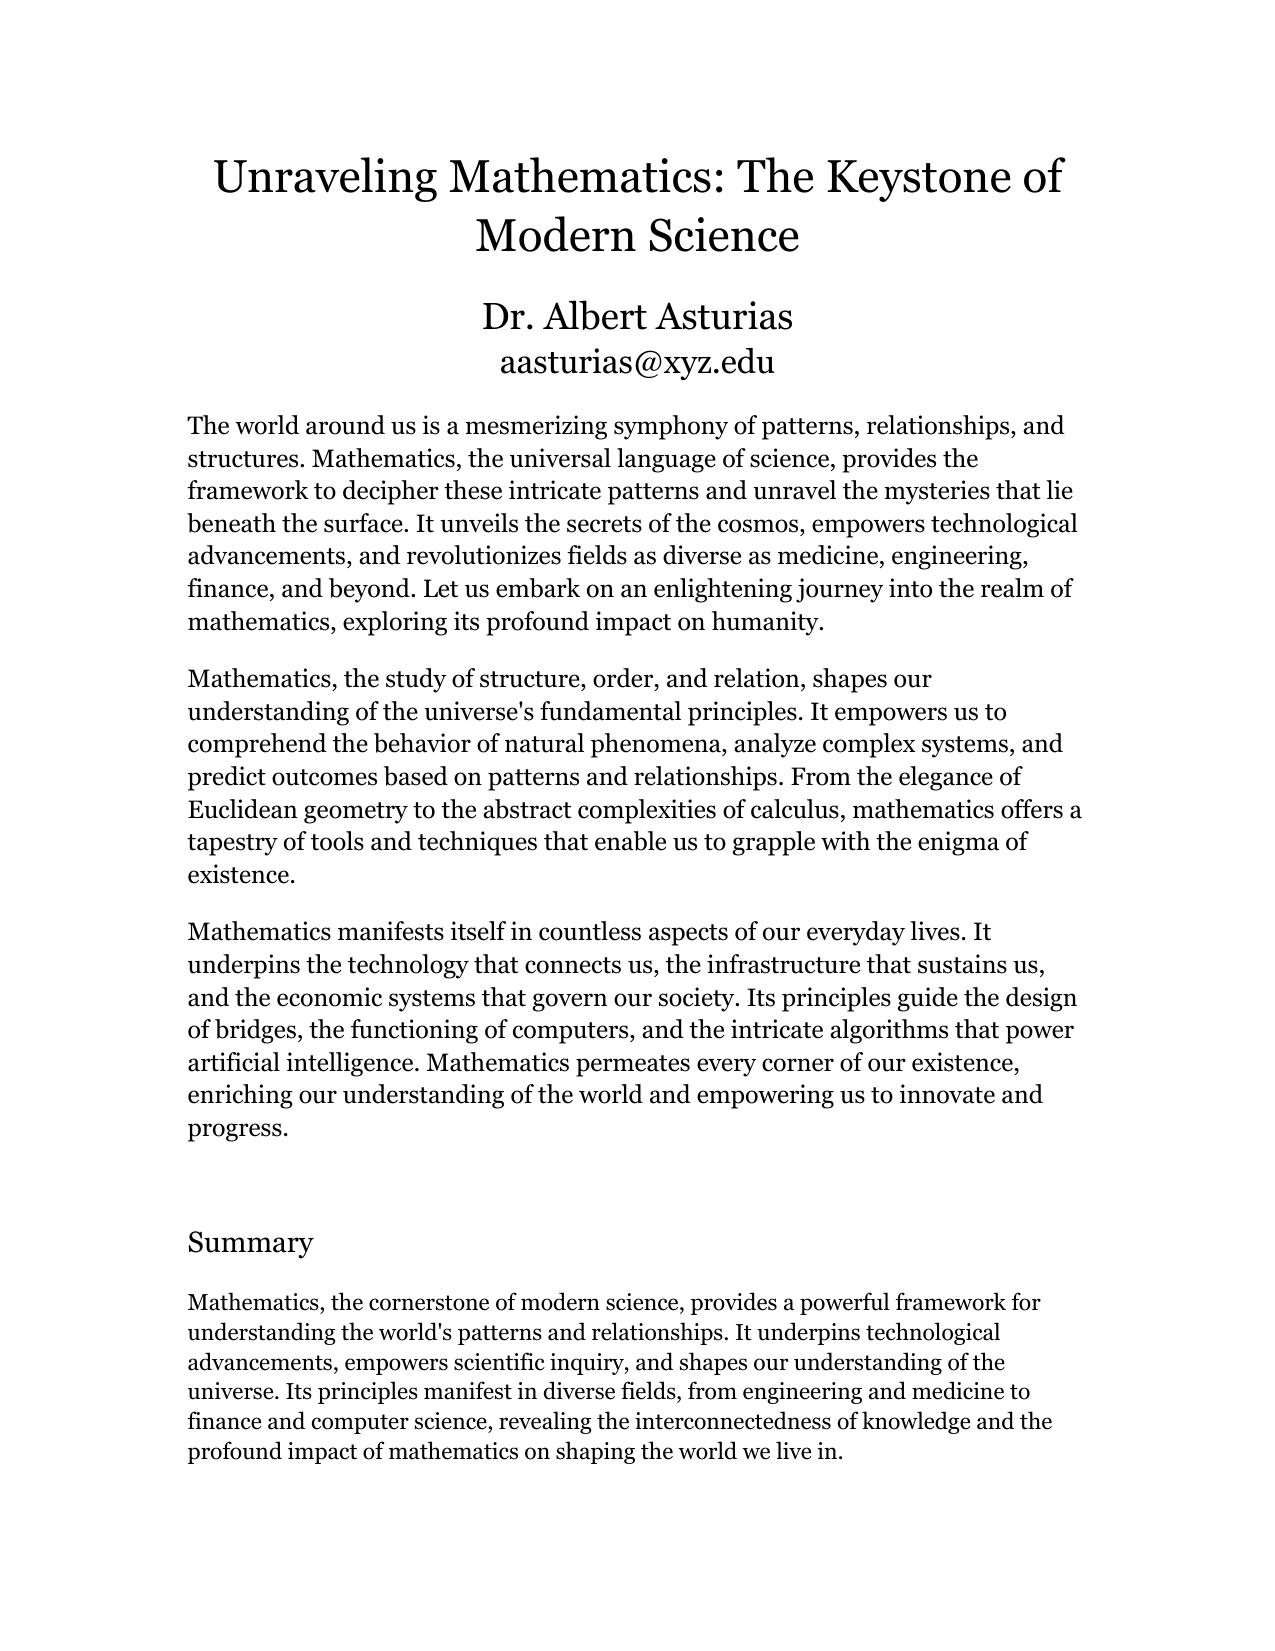 Unraveling Mathematics: The Keystone of
Modern Science
Dr. Albert Asturias
aasturias@xyz.edu
The world around us is a mesmerizing symphony of patterns, relationships, and
structures. Mathematics, the universal language of science, provides the
framework to decipher these intricate patterns and unravel the mysteries that lie
beneath the surface. It unveils the secrets of the cosmos, empowers technological
advancements, and revolutionizes fields as diverse as medicine, engineering,
finance, and beyond. Let us embark on an enlightening journey into the realm of
mathematics, exploring its profound impact on humanity.
Mathematics, the study of structure, order, and relation, shapes our
understanding of the universe's fundamental principles. It empowers us to
comprehend the behavior of natural phenomena, analyze complex systems, and
predict outcomes based on patterns and relationships. From the elegance of
Euclidean geometry to the abstract complexities of calculus, mathematics offers a
tapestry of tools and techniques that enable us to grapple with the enigma of
existence.
Mathematics manifests itself in countless aspects of our everyday lives. It
underpins the technology that connects us, the infrastructure that sustains us,
and the economic systems that govern our society. Its principles guide the design
of bridges, the functioning of computers, and the intricate algorithms that power
artificial intelligence. Mathematics permeates every corner of our existence,
enriching our understanding of the world and empowering us to innovate and
progress.
Summary
Mathematics, the cornerstone of modern science, provides a powerful framework for
understanding the world's patterns and relationships. It underpins technological
advancements, empowers scientific inquiry, and shapes our understanding of the
universe. Its principles manifest in diverse fields, from engineering and medicine to
finance and computer science, revealing the interconnectedness of knowledge and the
profound impact of mathematics on shaping the world we live in.